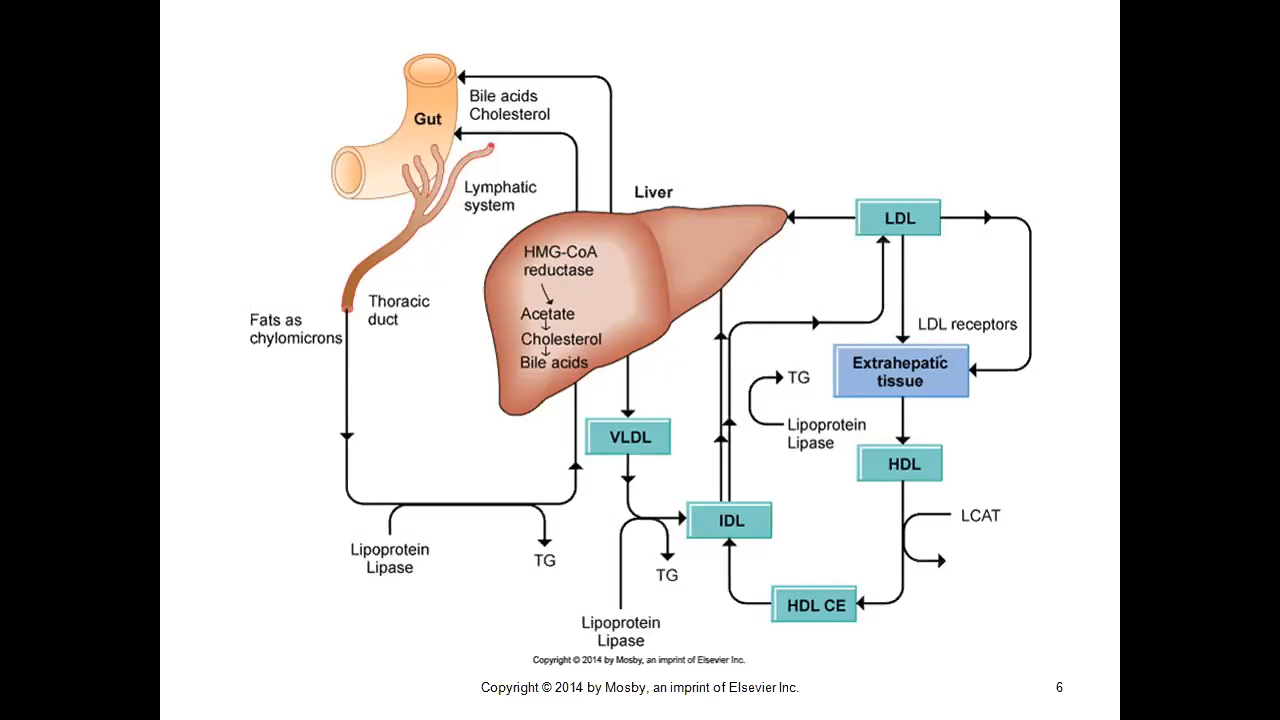 Bile acids
Cholesterol
Gut
Lymphatic
system
Liver
LDL
HMG-CoA
reductase
Acetate
Cholesterol
Bile acids
Thoracic
duct
Fats as
chylomicrons
LDL receptors
Extrahepatic
tissue
TG
Lipoprotein
Lipase
VLDL
HDL
IDL
LCAT
Lipoprotein
Lipase
TG
TG
HDL CE
Lipoprotein
Lipase
Copyright © 2014 by Mosby, an imprint of Elsevier Inc.
Copyright © 2014 by Mosby, an imprint of Elsevier Inc.
6